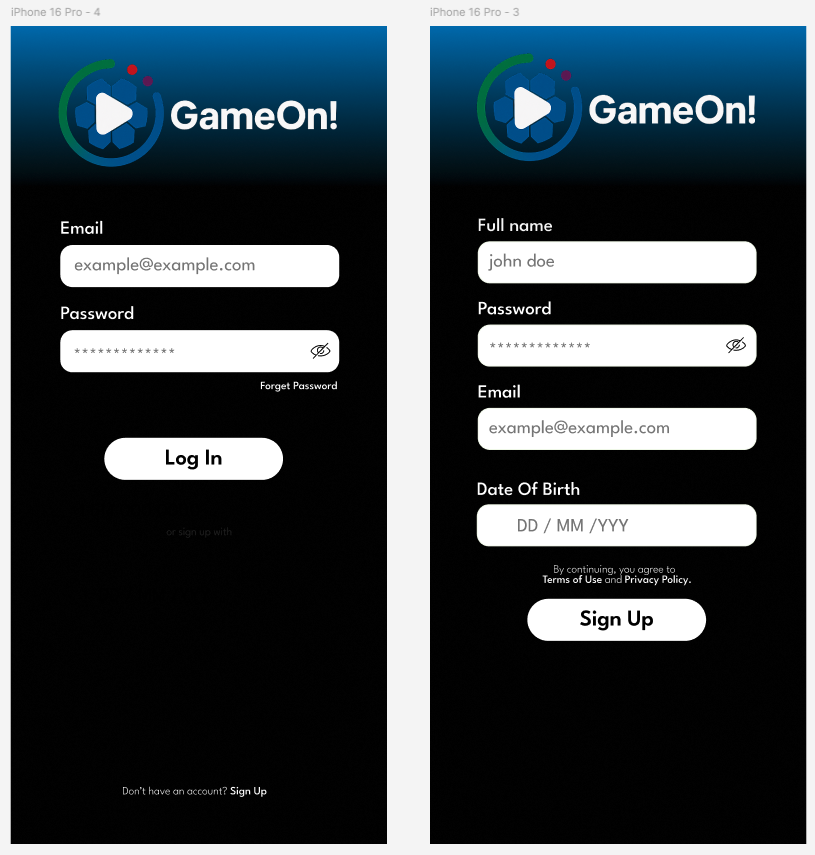 iPhone 16 Pro - 4
GameOn!
Email
example@example.com
Password
*************
Forget Password
Log In
or sign up with
Don't have an account? Sign Up
iPhone 16 Pro - 3
GameOn!
Full name
john doe
Password
*************
Email
example@example.com
Date Of Birth
DD / MM /YYY
By continuing, you agree to
Terms of Use and Privacy Policy.
Sign Up